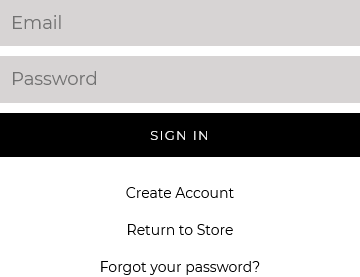 Email
Password
SIGN IN
Create Account
Return to Store
Forgot your password?